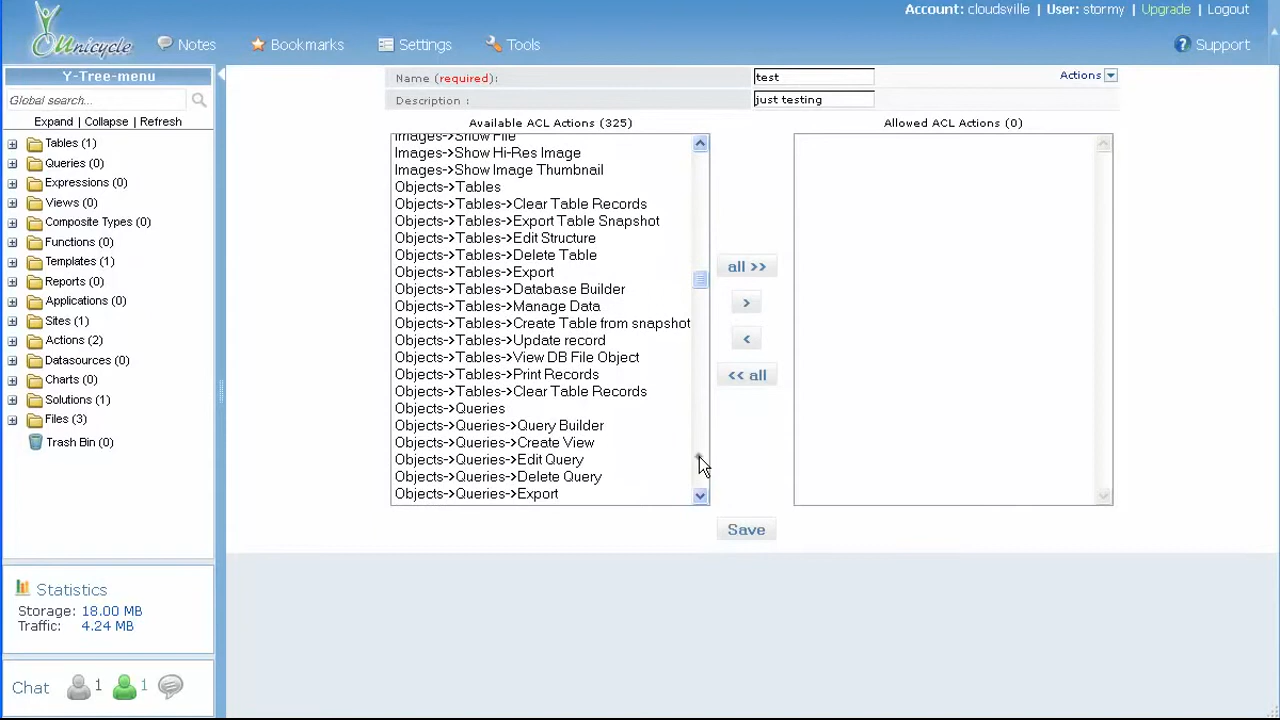 Account: cloudsville | User: stormy | Upgrade | Logout
unicycle
Notes
Bookmarks
Settings
Tools
Support
Y-Tree-menu
Global search...
Expand | Collapse | Refresh
Tables (1)
Queries (0)
Expressions (0)
Views (0)
Composite Types (0)
Functions (0)
Templates (1)
Reports (0)
Applications (0)
Sites (1)
Actions (2)
Datasources (0)
Charts (0)
Solutions (1)
Files (3)
Trash Bin (0)
Statistics
Storage: 18.00 MB
Traffic: 4.24 MB
Chat 1 1
Name (required): test
Actions
Description : just testing
Available ACL Actions (325)
Images->Show File
Images->Show Hi-Res Image
Images->Show Image Thumbnail
Objects->Tables
Objects->Tables->Clear Table Records
Objects->Tables->Export Table Snapshot
Objects->Tables->Edit Structure
Objects->Tables->Delete Table
Objects->Tables->Export
Objects->Tables->Database Builder
Objects->Tables->Manage Data
Objects->Tables->Create Table from snapshot
Objects->Tables->Update record
Objects->Tables->View DB File Object
Objects->Tables->Print Records
Objects->Tables->Clear Table Records
Objects->Queries
Objects->Queries->Query Builder
Objects->Queries->Create View
Objects->Queries->Edit Query
Objects->Queries->Delete Query
Objects->Queries->Export
all >>
>
<
<< all
Allowed ACL Actions (0)
Save